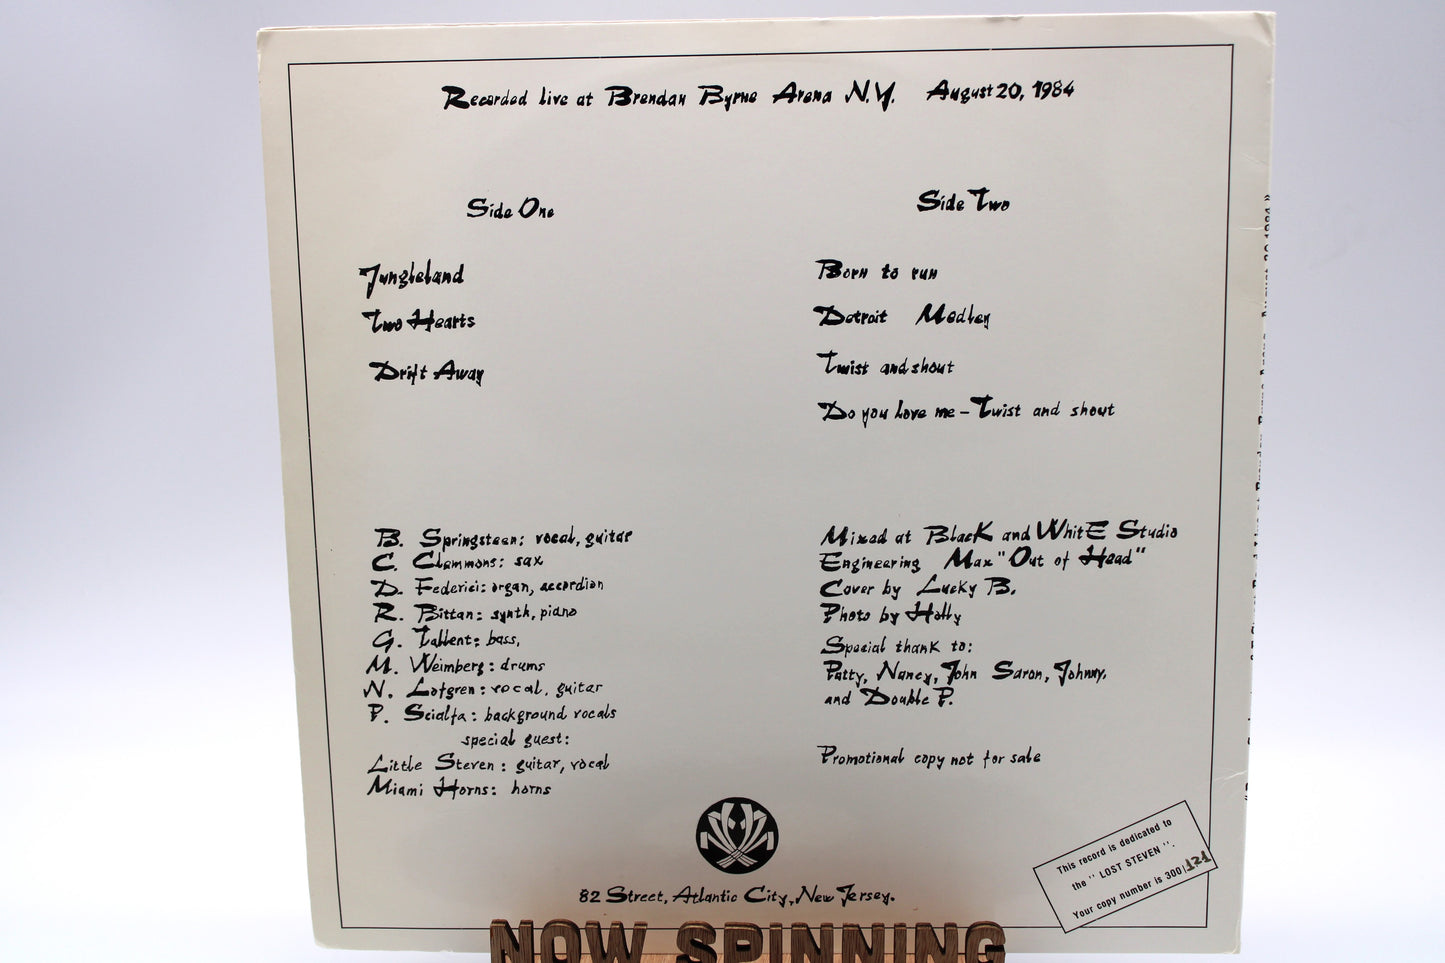 Recorded live at Brendan Byrne Arena N.Y. August 20, 1984
Side One
Jungleland
Two Hearts
Drift Away
Side Two
Born to run
Detroit Medley
Twist and shout
Do you love me - Twist and shout
B. Springsteen: vocal, guitar
C. Clemmons: sax
D. Federici: organ, accordian
R. Bittan: synth, piano
G. Tallent: bass,
M. Weimberg: drums
N. Lofgren: vocal, guitar
P. Scialfa: background vocals
special guest:
Little Steven: guitar, vocal
Miami Horns: horns
Mixed at BlacK and WhitE Studio
Engineering Max "Out of Head"
Cover by Lucky B.
Photo by Holly
Special thank to:
Patty, Nancy, John Saron, Johnny,
and Double P.
Promotional copy not for sale
This record is dedicated to
the " LOST STEVEN ".
Your copy number is 300/121
82 Street, Atlantic City, New Jersey.
NOW SPINNING